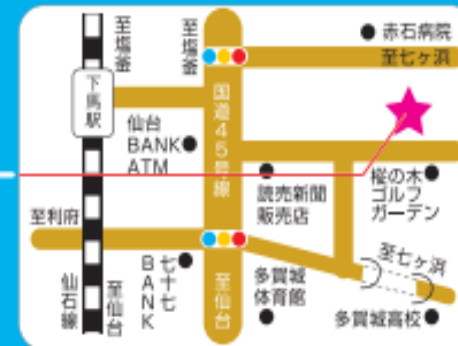 至塩釜
至塩釜
赤石病院
至七ヶ浜
下馬駅
仙台
BANK
ATM
国道45号線
読売新聞
販売店
桜の木
ゴルフ
ガーデン
至利府
至七ヶ浜
七十七
BANK
多賀城
体育館
仙石線
至仙台
至仙台
多賀城高校